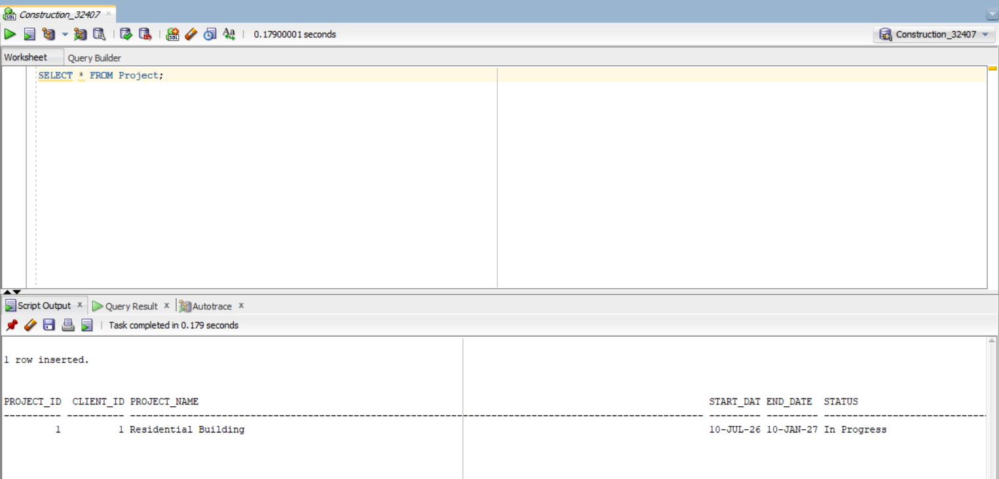 Construction_32407
0.17900001 seconds
Construction_32407
Worksheet
Query Builder
SELECT * FROM Project;
Script Output
Query Result
Autotrace
Task completed in 0.179 seconds
1 row inserted.
PROJECT_ID CLIENT_ID PROJECT_NAME START_DAT END_DATE STATUS
1 1 Residential Building 10-JUL-26 10-JAN-27 In Progress